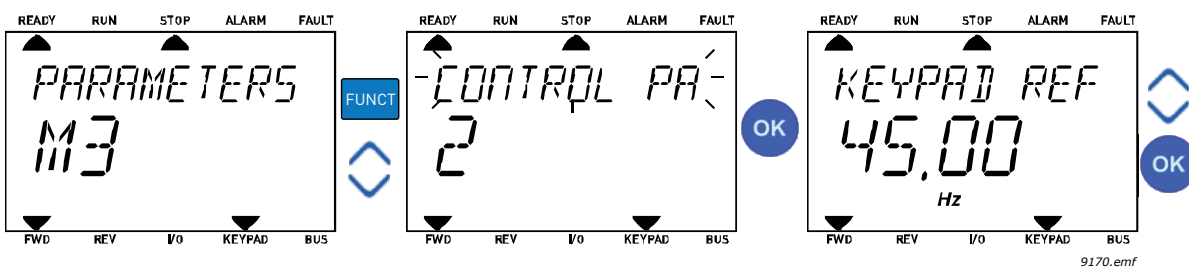 READY RUN STOP ALARM FAULT
PARAMETERS
M3
FWD REV I/O KEYPAD BUS
FUNCT
READY RUN STOP ALARM FAULT
CONTROL PA
2
FWD REV I/O KEYPAD BUS
OK
READY RUN STOP ALARM FAULT
KEYPAD REF
45.00
Hz
FWD REV I/O KEYPAD BUS
OK
9170.emf